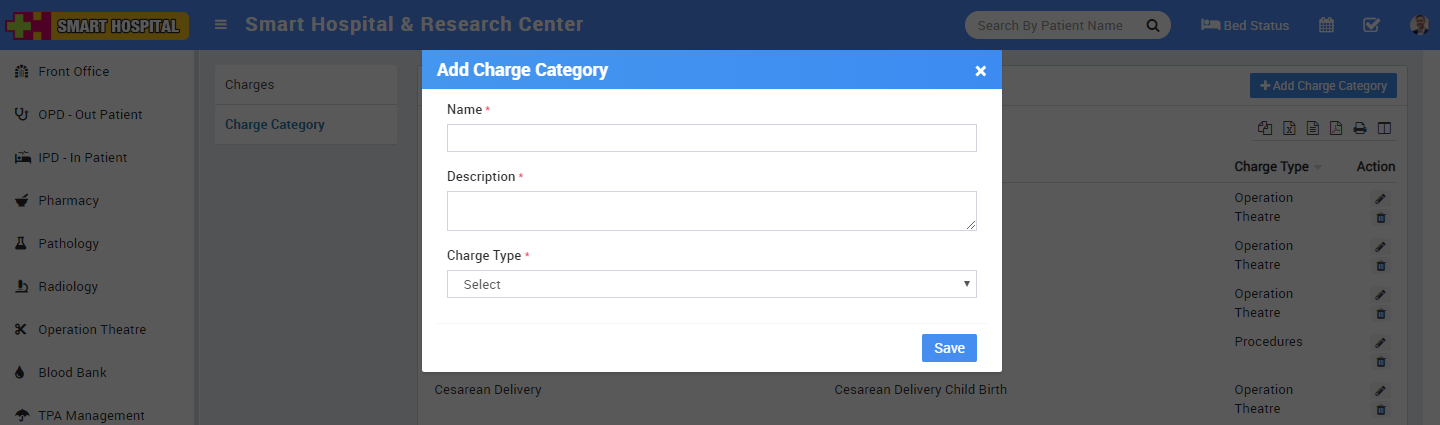 SMART HOSPITAL
Smart Hospital & Research Center
Search By Patient Name
Bed Status
Front Office
OPD - Out Patient
IPD - In Patient
Pharmacy
Pathology
Radiology
Operation Theatre
Blood Bank
TPA Management
Charges
Charge Category
Add Charge Category
×
Name *
Description *
Charge Type *
Select
Save
+ Add Charge Category
Charge Type
Action
Operation
Theatre
Operation
Theatre
Operation
Theatre
Procedures
Cesarean Delivery
Cesarean Delivery Child Birth
Operation
Theatre